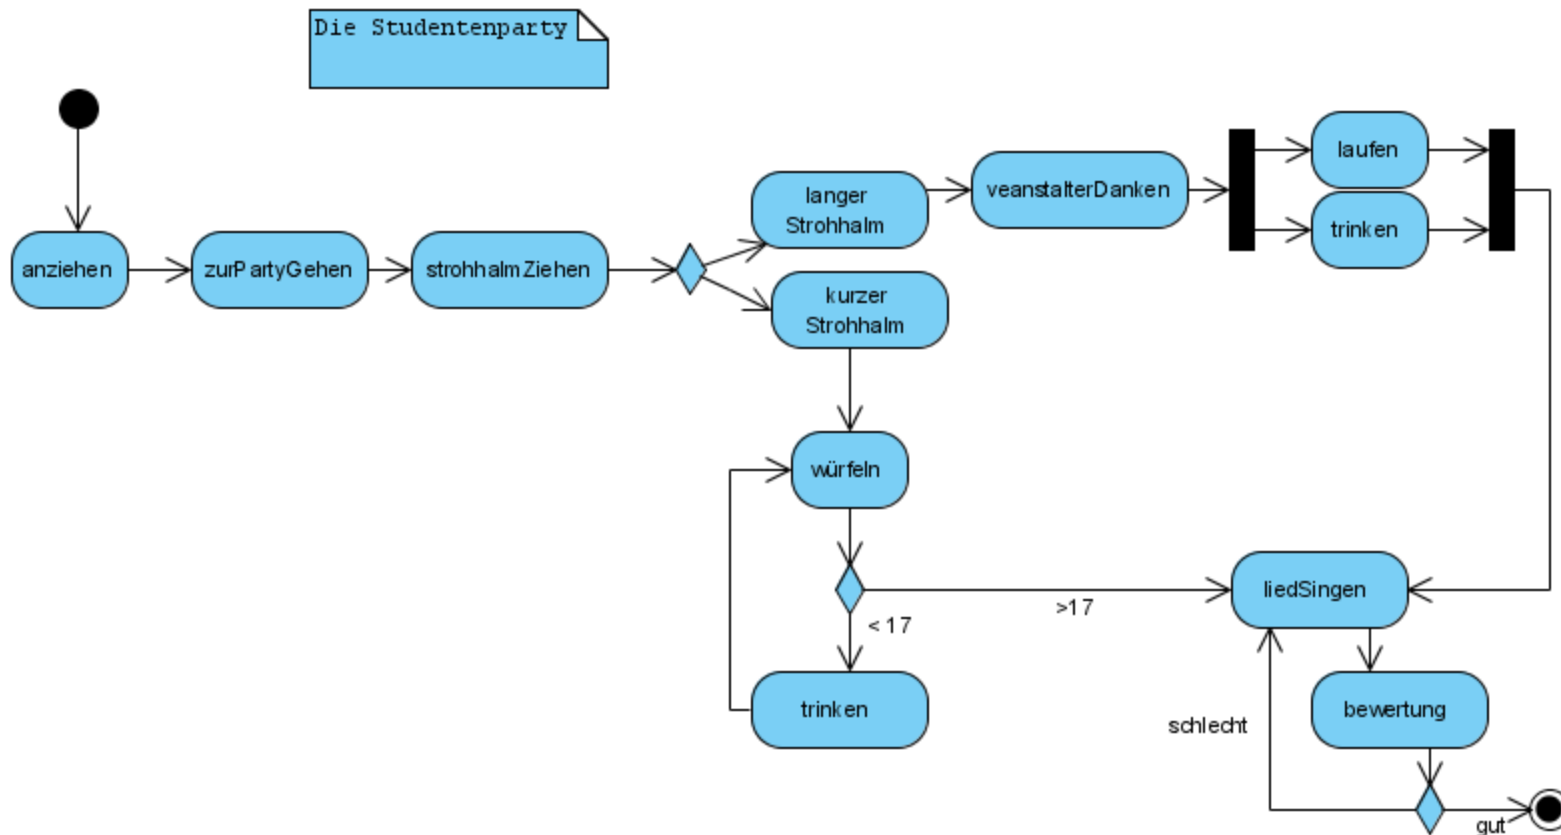 Die Studentenparty
anziehen
zurPartyGehen
strohhalmZiehen
langer
Strohhalm
kurzer
Strohhalm
veanstalterDanken
laufen
trinken
würfeln
>17
< 17
trinken
liedSingen
bewertung
schlecht
gut